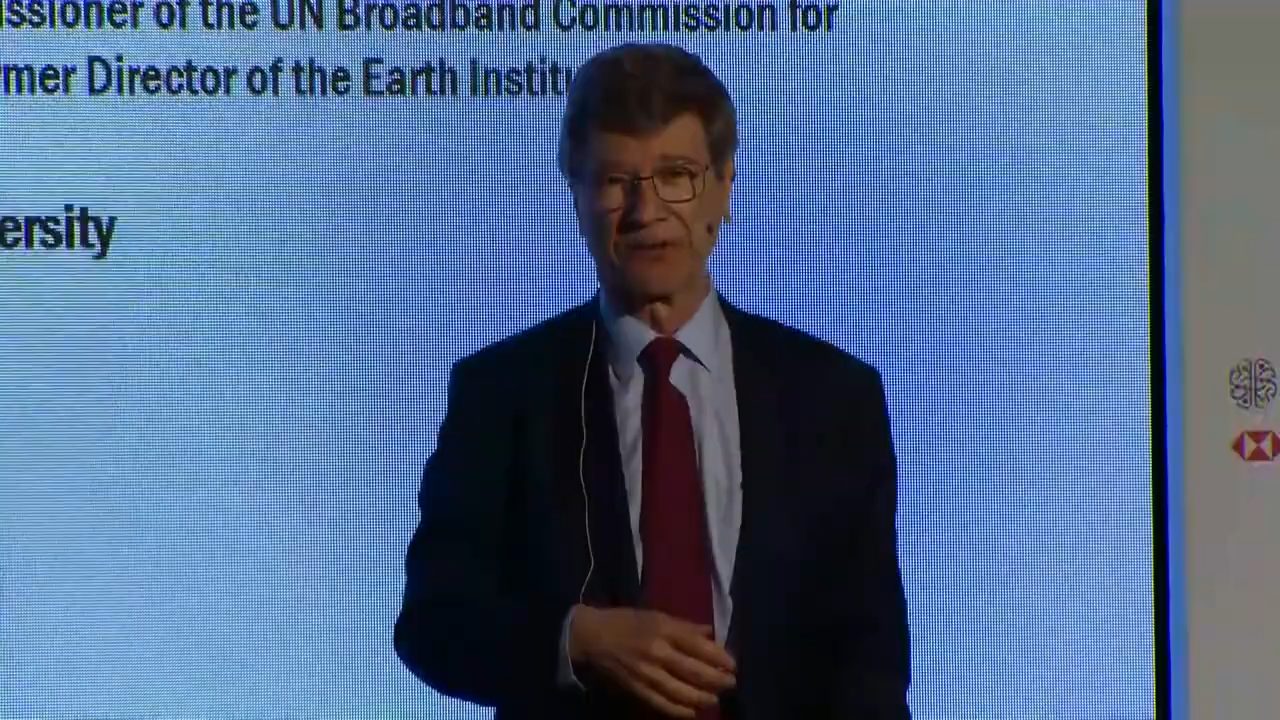 ssioner of the UN Broadband Commission for
mer Director of the Earth Institu
ersity